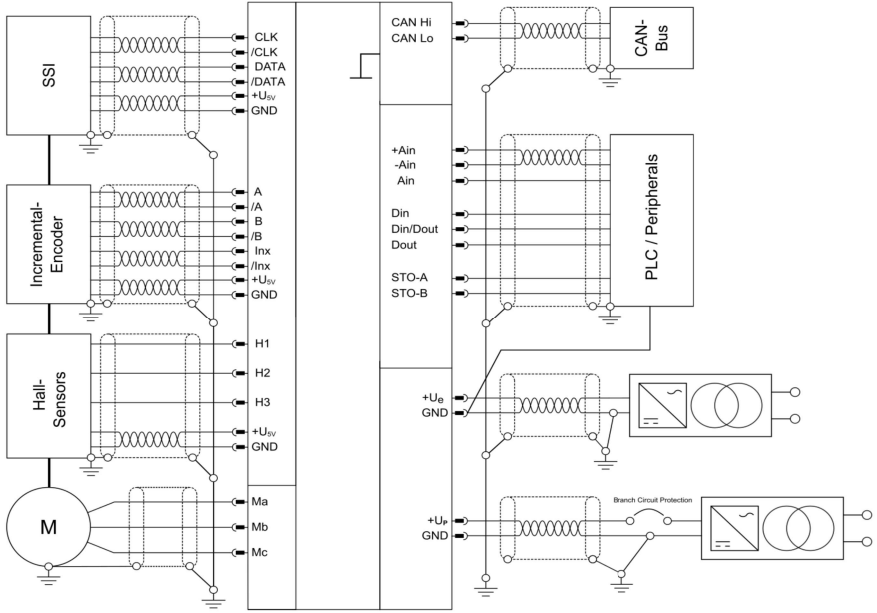 SSI
CLK
/CLK
DATA
/DATA
+U5V
GND
Incremental-
Encoder
A
/A
B
/B
Inx
/Inx
+U5V
GND
Hall-
Sensors
H1
H2
H3
+U5V
GND
M
Ma
Mb
Mc
CAN Hi
CAN Lo
CAN-
Bus
+Ain
-Ain
Ain
Din
Din/Dout
Dout
STO-A
STO-B
PLC / Peripherals
+Ue
GND
Branch Circuit Protection
+UP
GND